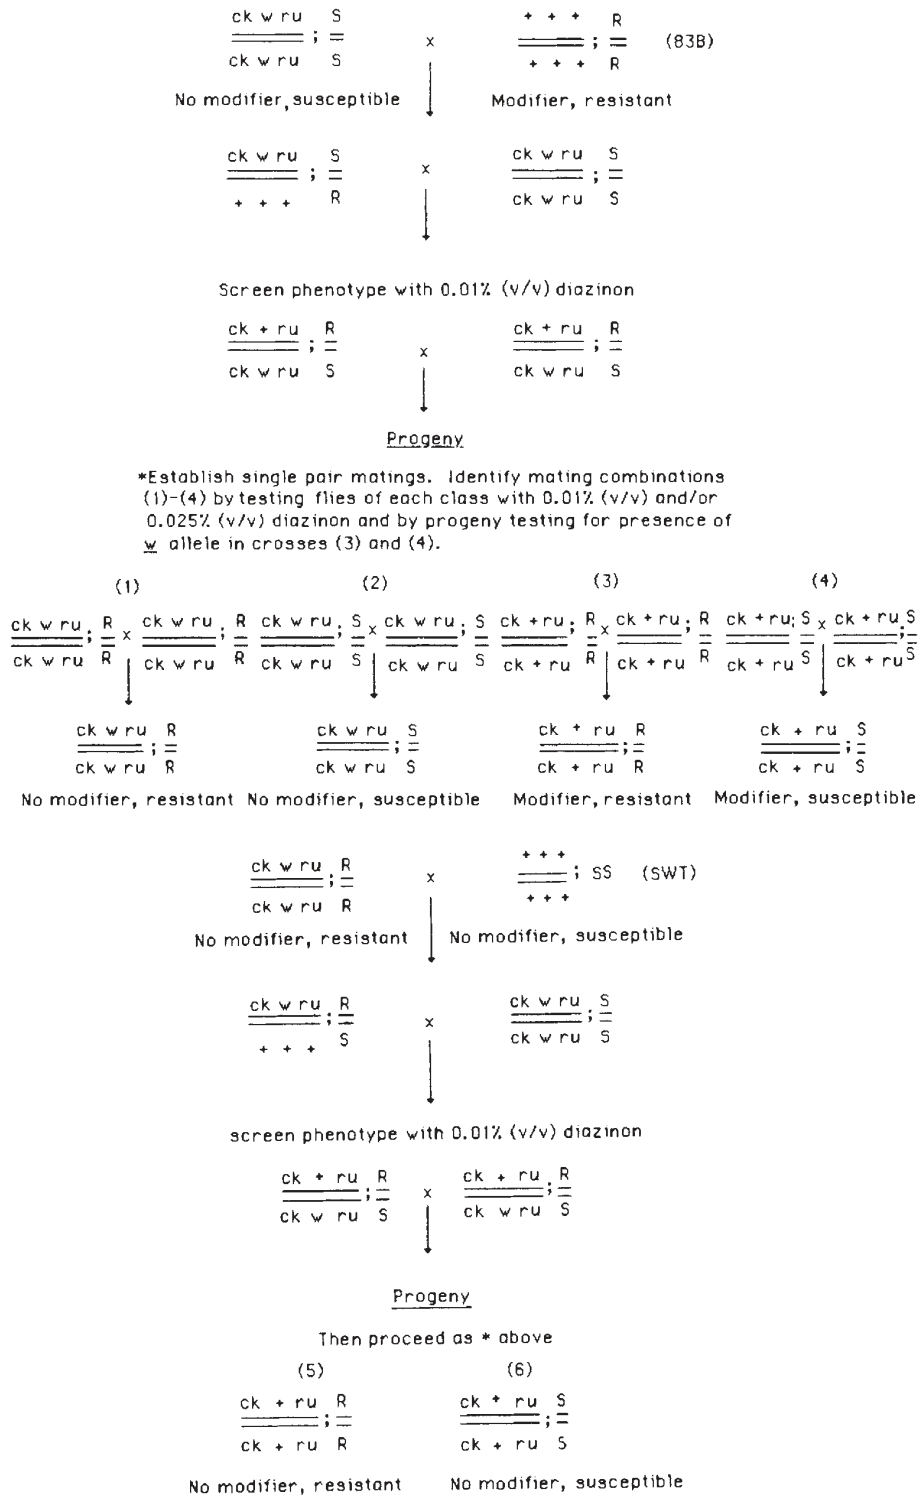 ck w ru S + + + R
; x ; (83B)
ck w ru S + + + R
No modifier, susceptible Modifier, resistant
ck w ru S ck w ru S
; x ;
+ + + R ck w ru S
Screen phenotype with 0.01% (v/v) diazinon
ck + ru R ck + ru R
; x ;
ck w ru S ck w ru S
Progeny
*Establish single pair matings. Identify mating combinations
(1)-(4) by testing flies of each class with 0.01% (v/v) and/or
0.025% (v/v) diazinon and by progeny testing for presence of
w allele in crosses (3) and (4).
(1) (2) (3) (4)
ck w ru R ck w ru R ck w ru S ck w ru S ck + ru R ck + ru R ck + ru S ck + ru S
; x ; ; x ; ; x ; ; x ;
ck w ru R ck w ru R ck w ru S ck w ru S ck + ru R ck + ru R ck + ru S ck + ru S
ck w ru R ck w ru S ck + ru R ck + ru S
; ; ; ;
ck w ru R ck w ru S ck + ru R ck + ru S
No modifier, resistant No modifier, susceptible Modifier, resistant Modifier, susceptible
ck w ru R + + +
; x ; SS (SWT)
ck w ru R + + +
No modifier, resistant No modifier, susceptible
ck w ru R ck w ru S
; x ;
+ + + S ck w ru S
screen phenotype with 0.01% (v/v) diazinon
ck + ru R ck + ru R
; x ;
ck w ru S ck w ru S
Progeny
Then proceed as * above
(5) (6)
ck + ru R ck + ru S
; ;
ck + ru R ck + ru S
No modifier, resistant No modifier, susceptible